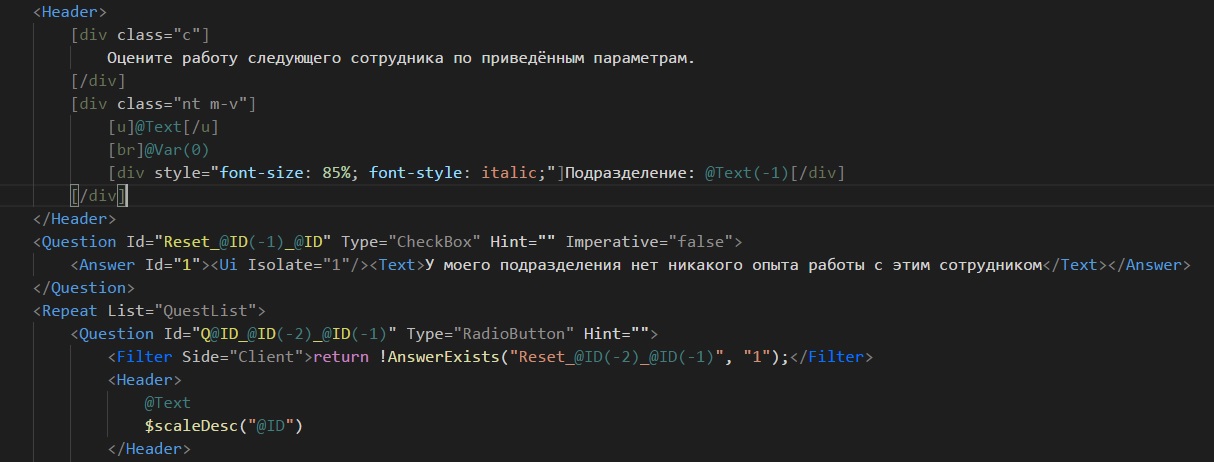 <Header>
[div class="c"]
Оцените работу следующего сотрудника по приведённым параметрам.
[/div]
[div class="nt m-v"]
[u]@Text[/u]
[br]@Var(0)
[div style="font-size: 85%; font-style: italic;"]Подразделение: @Text(-1)[/div]
[/div]
</Header>
<Question Id="Reset_@ID(-1)_@ID" Type="CheckBox" Hint="" Imperative="false">
<Answer Id="1"><Ui Isolate="1"/><Text>У моего подразделения нет никакого опыта работы с этим сотрудником</Text></Answer>
</Question>
<Repeat List="QuestList">
<Question Id="Q@ID_@ID(-2)_@ID(-1)" Type="RadioButton" Hint="">
<Filter Side="Client">return !AnswerExists("Reset_@ID(-2)_@ID(-1)", "1");</Filter>
<Header>
@Text
$scaleDesc("@ID")
</Header>